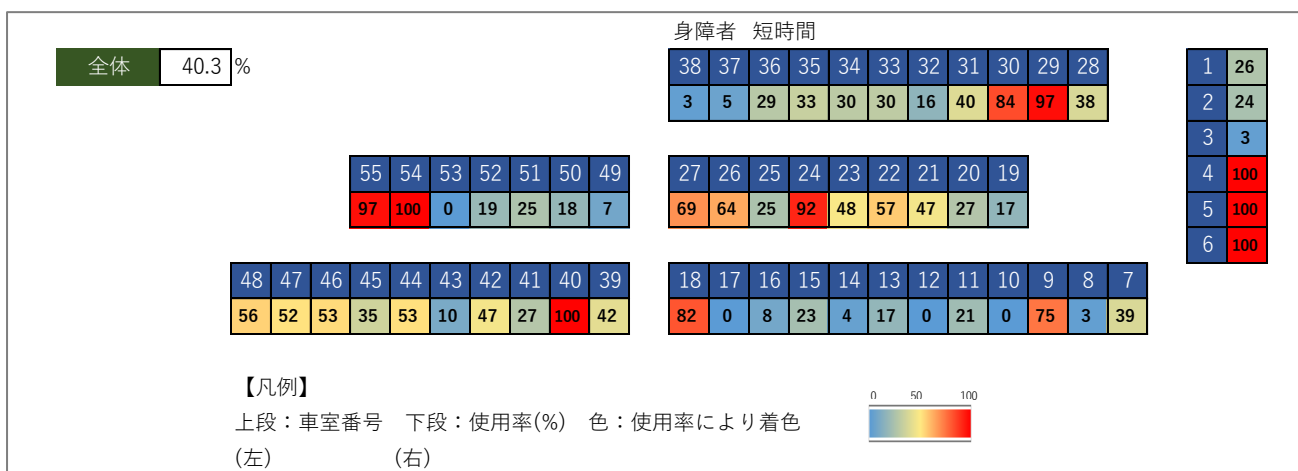 身障者 短時間
全体 40.3 %
38 37 36 35 34 33 32 31 30 29 28
3 5 29 33 30 30 16 40 84 97 38
1 26
2 24
3 3
4 100
5 100
6 100
55 54 53 52 51 50 49
97 100 0 19 25 18 7
27 26 25 24 23 22 21 20 19
69 64 25 92 48 57 47 27 17
48 47 46 45 44 43 42 41 40 39
56 52 53 35 53 10 47 27 100 42
18 17 16 15 14 13 12 11 10 9 8 7
82 0 8 23 4 17 0 21 0 75 3 39
【凡例】
上段：車室番号 下段：使用率(%) 色：使用率により着色
(左) (右)
0 50 100